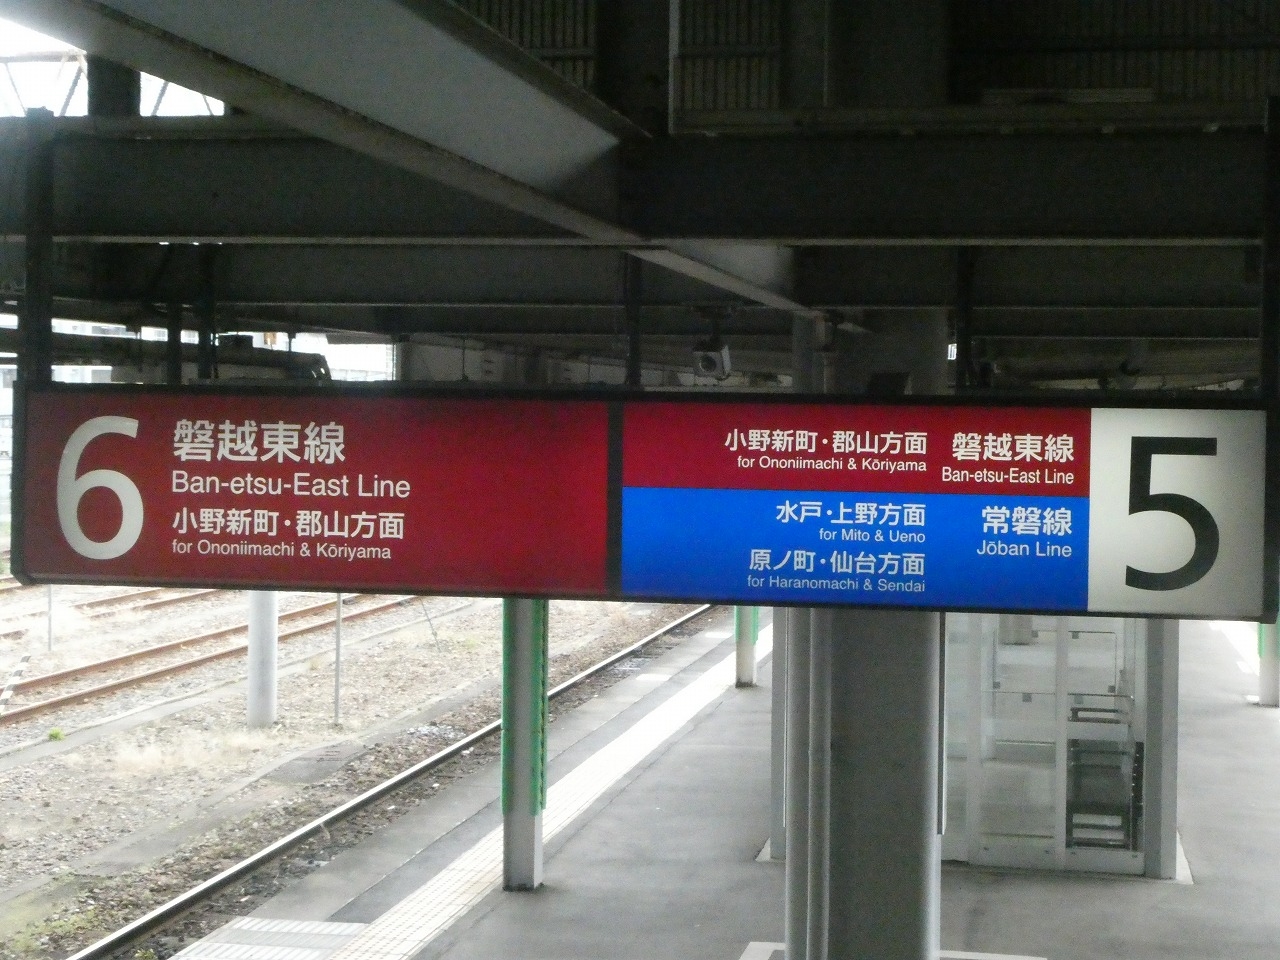 6
磐越東線
Ban-etsu-East Line
小野新町・郡山方面
for Ononiimachi & Kōriyama
小野新町・郡山方面 磐越東線
for Ononiimachi & Kōriyama Ban-etsu-East Line
水戸・上野方面 常磐線
for Mito & Ueno Jōban Line
原ノ町・仙台方面
for Haranomachi & Sendai
5